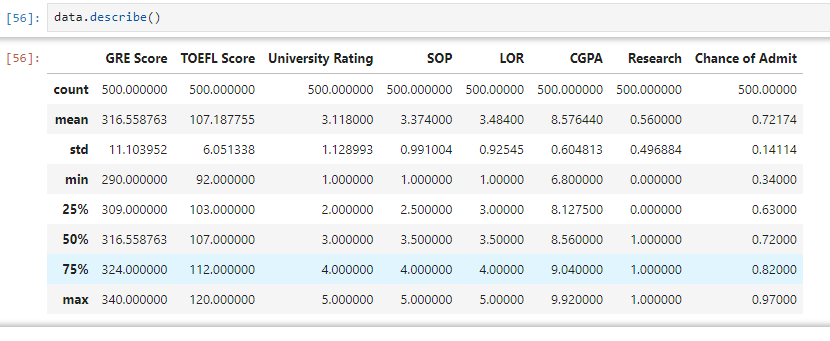 [56]: data.describe()
[56]: GRE Score TOEFL Score University Rating SOP LOR CGPA Research Chance of Admit
count 500.000000 500.000000 500.000000 500.000000 500.00000 500.000000 500.000000 500.00000
mean 316.558763 107.187755 3.118000 3.374000 3.48400 8.576440 0.560000 0.72174
std 11.103952 6.051338 1.128993 0.991004 0.92545 0.604813 0.496884 0.14114
min 290.000000 92.000000 1.000000 1.000000 1.00000 6.800000 0.000000 0.34000
25% 309.000000 103.000000 2.000000 2.500000 3.00000 8.127500 0.000000 0.63000
50% 316.558763 107.000000 3.000000 3.500000 3.50000 8.560000 1.000000 0.72000
75% 324.000000 112.000000 4.000000 4.000000 4.00000 9.040000 1.000000 0.82000
max 340.000000 120.000000 5.000000 5.000000 5.00000 9.920000 1.000000 0.97000